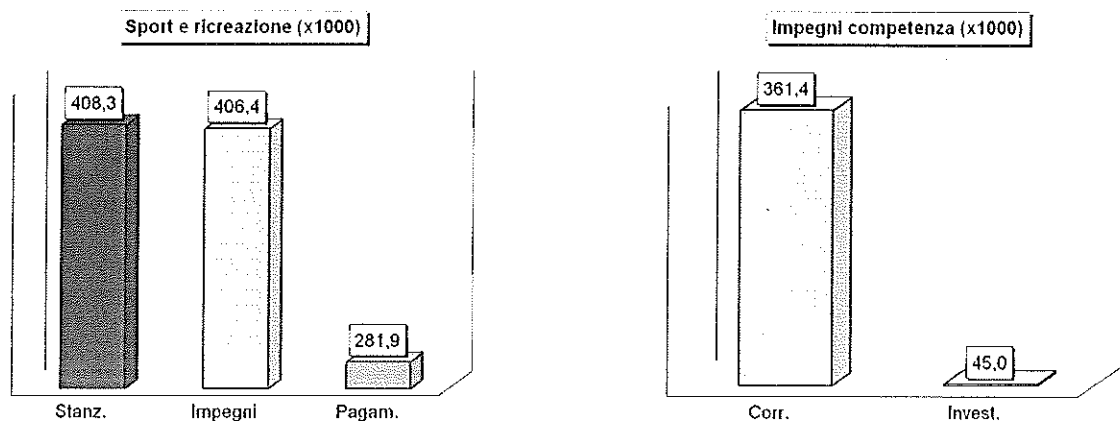 Sport e ricreazione (x1000)
408,3
406,4
281,9
Stanz. Impegni Pagam.
Impegni competenza (x1000)
361,4
45,0
Corr. Invest.